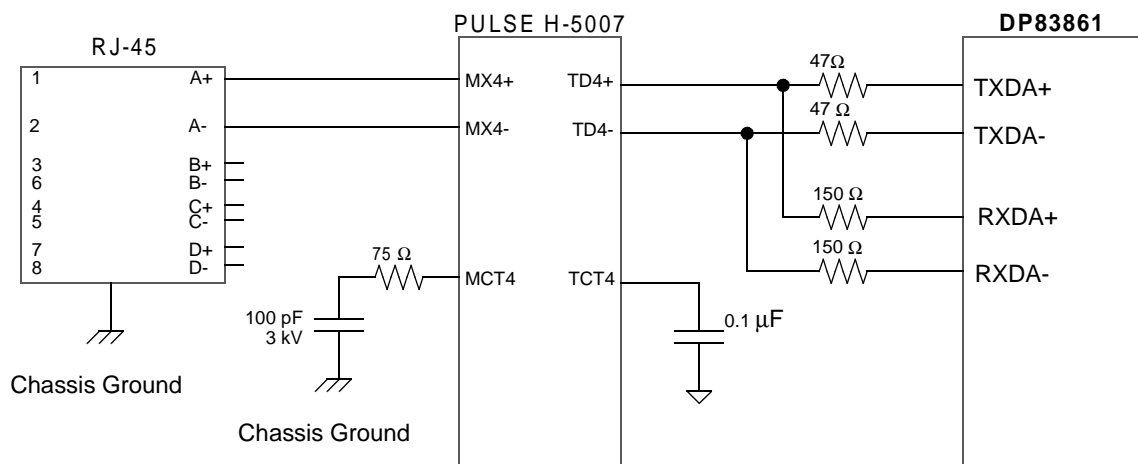 PULSE H-5007
DP83861
RJ-45
1 A+
2 A-
3 B+
6 B-
4 C+
5 C-
7 D+
8 D-
Chassis Ground
75 Ω
100 pF
3 kV
Chassis Ground
MX4+ TD4+
MX4- TD4-
MCT4 TCT4
0.1 µF
47Ω
47 Ω
150 Ω
150 Ω
TXDA+
TXDA-
RXDA+
RXDA-